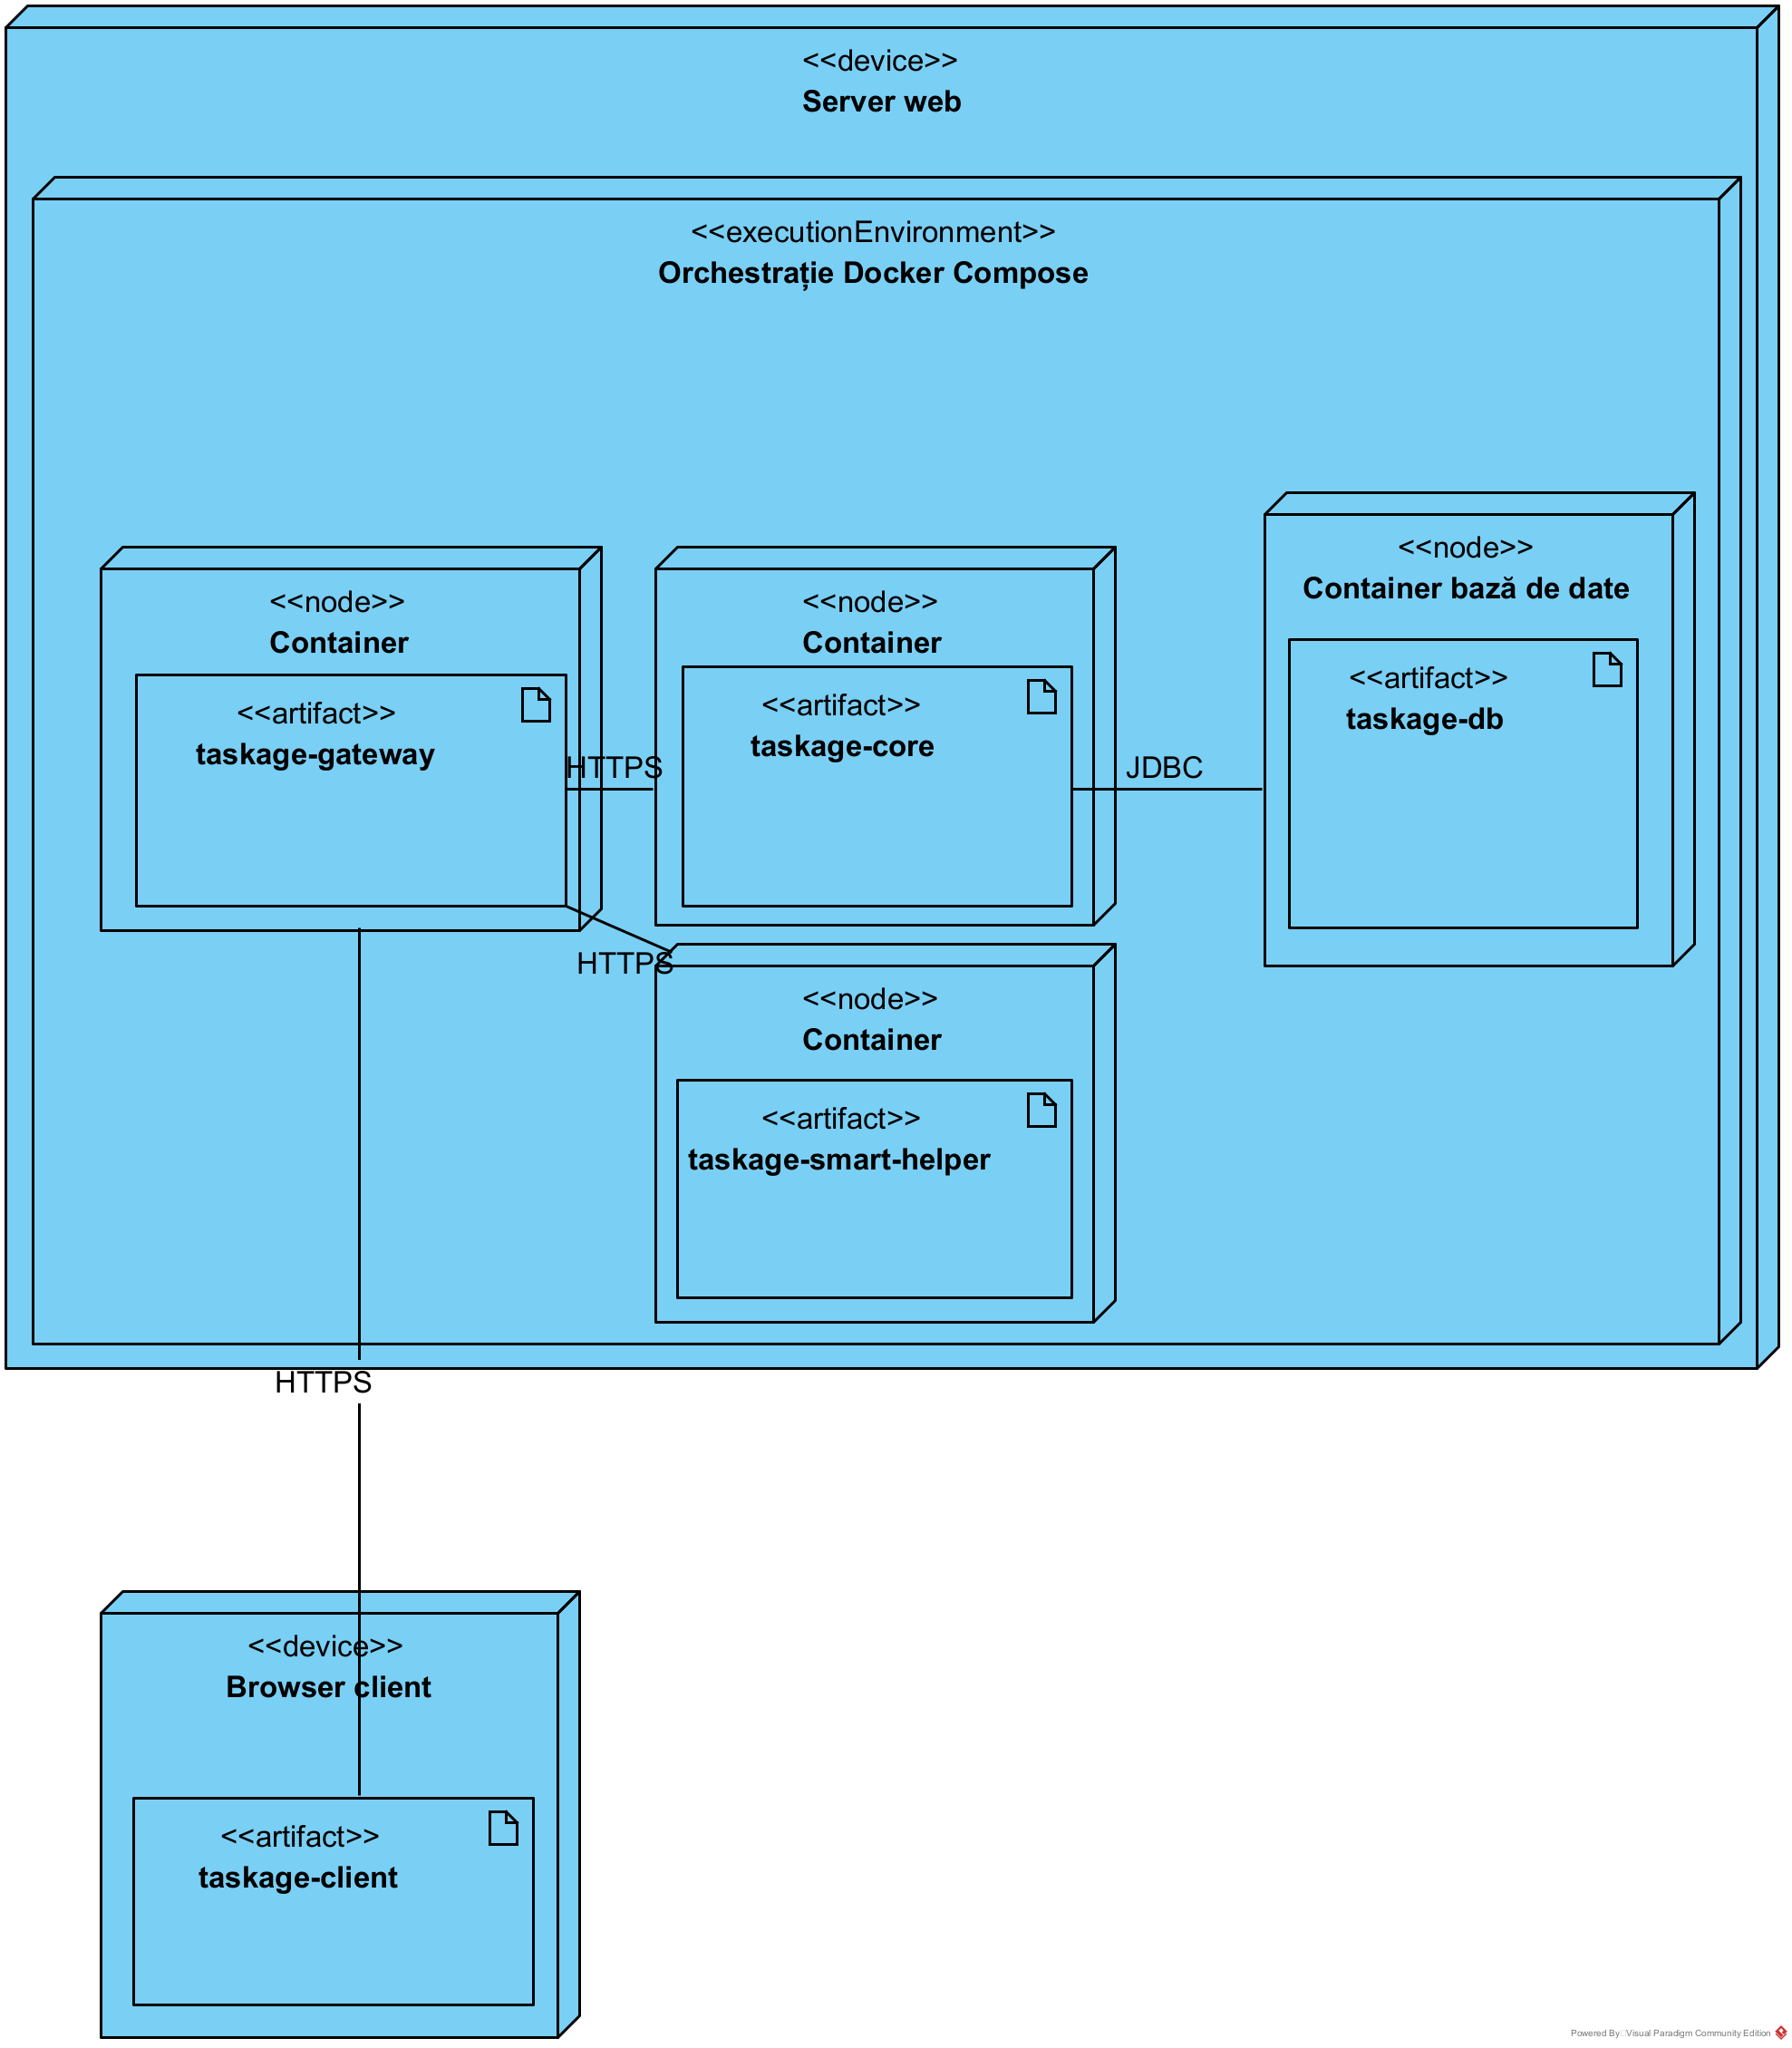 <<device>>
Server web
<<executionEnvironment>>
Orchestrație Docker Compose
<<node>>
Container
<<artifact>>
taskage-gateway
HTTPS
<<node>>
Container
<<artifact>>
taskage-core
JDBC
<<node>>
Container bază de date
<<artifact>>
taskage-db
HTTPS
<<node>>
Container
<<artifact>>
taskage-smart-helper
HTTPS
<<device>>
Browser client
<<artifact>>
taskage-client
Powered By Visual Paradigm Community Edition